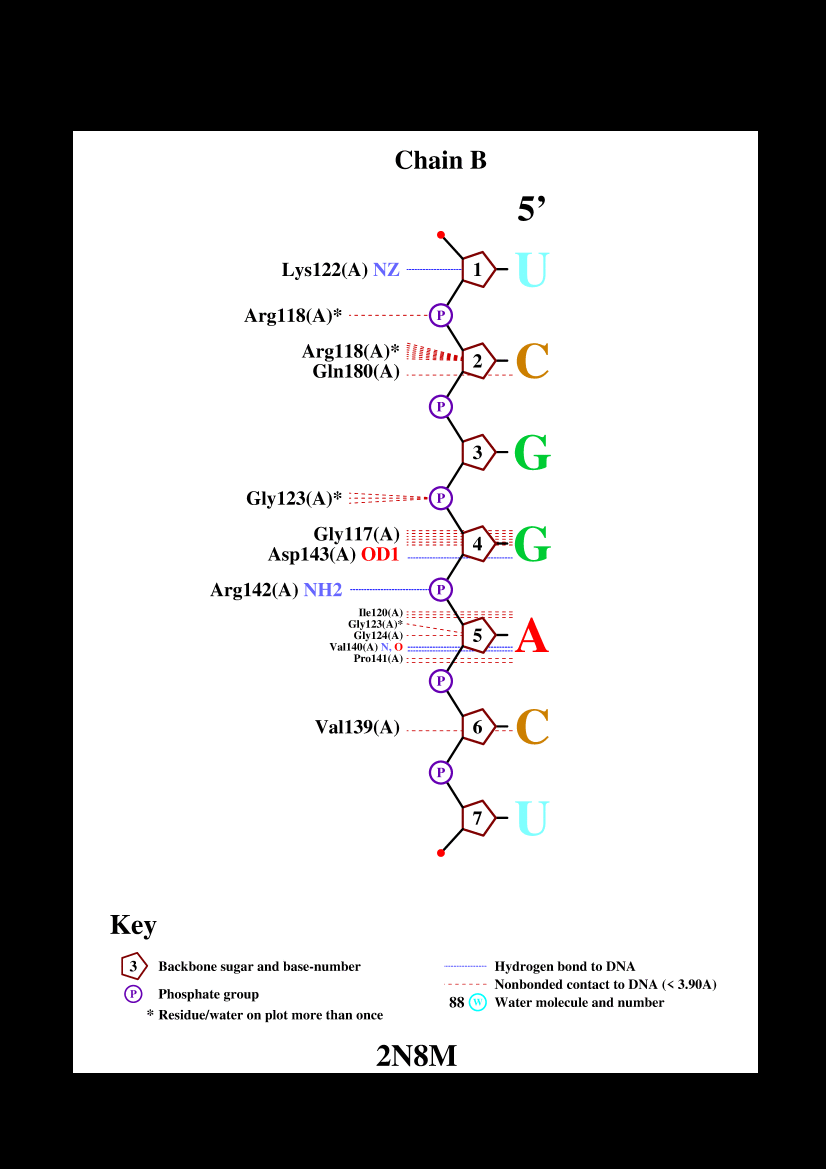 Chain B
5’
Lys122(A) NZ
1
U
P
Arg118(A)*
Arg118(A)*
2
C
Gln180(A)
P
3
G
Gly123(A)*
P
Gly117(A)
4
G
Asp143(A) OD1
Arg142(A) NH2
P
Ile120(A)
Gly123(A)*
Gly124(A)
5
A
Val140(A) N, O
Pro141(A)
P
Val139(A)
6
C
P
7
U
Key
3 Backbone sugar and base-number
P Phosphate group
* Residue/water on plot more than once
Hydrogen bond to DNA
Nonbonded contact to DNA (< 3.90A)
88 W Water molecule and number
2N8M